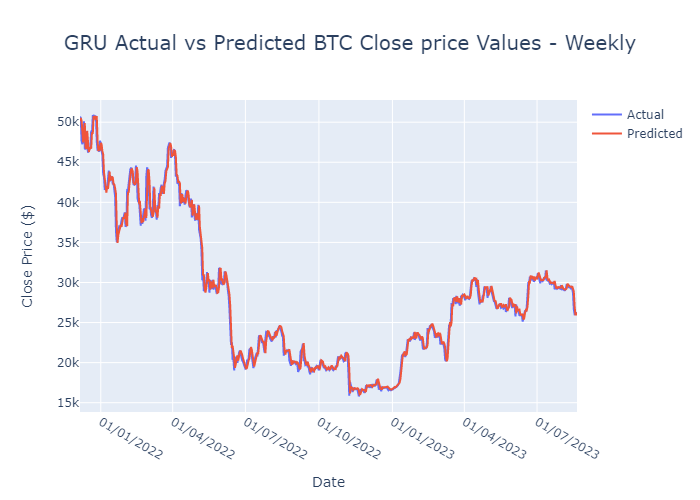 GRU Actual vs Predicted BTC Close price Values - Weekly
Actual
Predicted
50k
45k
40k
35k
30k
25k
20k
15k
Close Price ($)
01/01/2022
01/04/2022
01/07/2022
01/10/2022
01/01/2023
01/04/2023
01/07/2023
Date